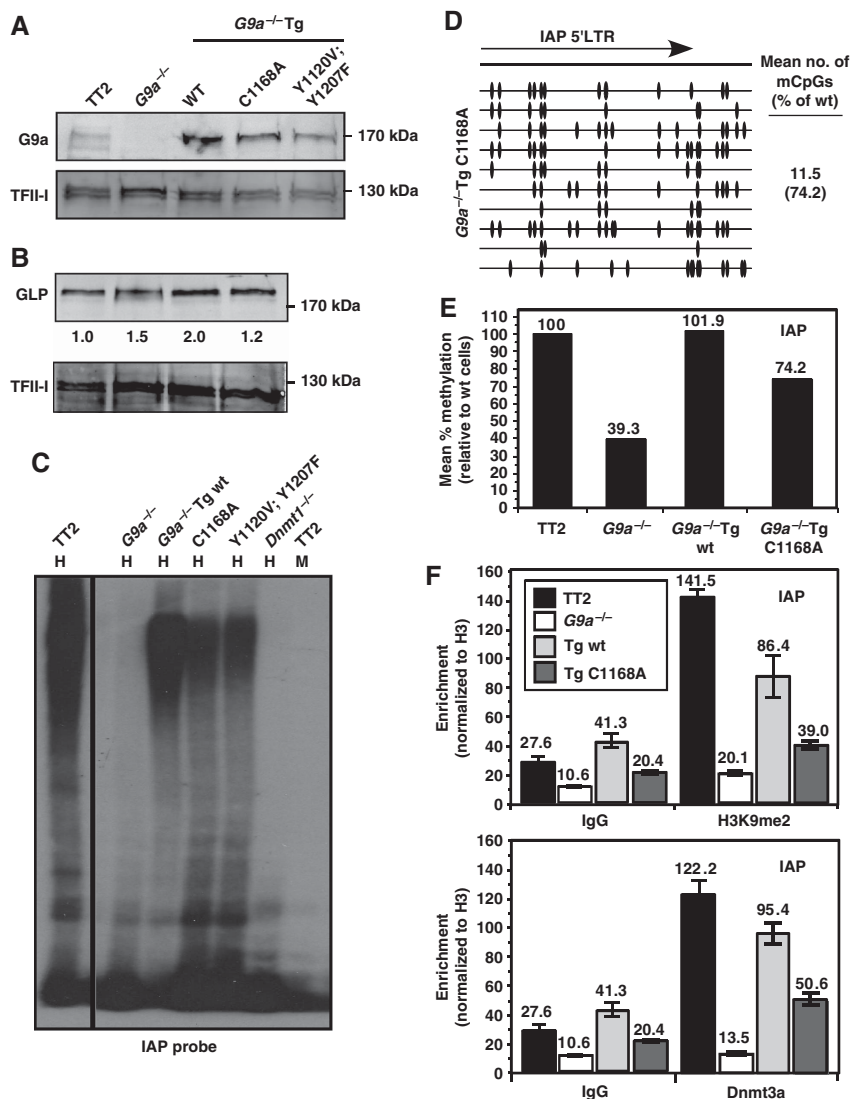 A
G9a–/–Tg
TT2
G9a–/–
WT
C1168A
Y1120V;
Y1207F
G9a
170 kDa
TFII-I
130 kDa
B
GLP
170 kDa
1.0 1.5 2.0 1.2
TFII-I
130 kDa
C
TT2
G9a–/–
G9a–/– Tg wt
C1168A
Y1120V; Y1207F
Dnmt1–/–
TT2
H H H H H H M
IAP probe
D
IAP 5'LTR
Mean no. of
mCpGs
(% of wt)
G9a–/–Tg C1168A
11.5
(74.2)
E
Mean % methylation
(relative to wt cells)
110
100
90
80
70
60
50
40
30
20
10
0
IAP
100
39.3
101.9
74.2
TT2
G9a–/–
G9a–/–Tg
wt
G9a–/–Tg
C1168A
F
Enrichment
(normalized to H3)
160
140
120
100
80
60
40
20
0
TT2
G9a–/–
Tg wt
Tg C1168A
IAP
27.6
10.6
41.3
20.4
141.5
20.1
86.4
39.0
IgG
H3K9me2
Enrichment
(normalized to H3)
160
140
120
100
80
60
40
20
0
IAP
27.6
10.6
41.3
20.4
122.2
13.5
95.4
50.6
IgG
Dnmt3a